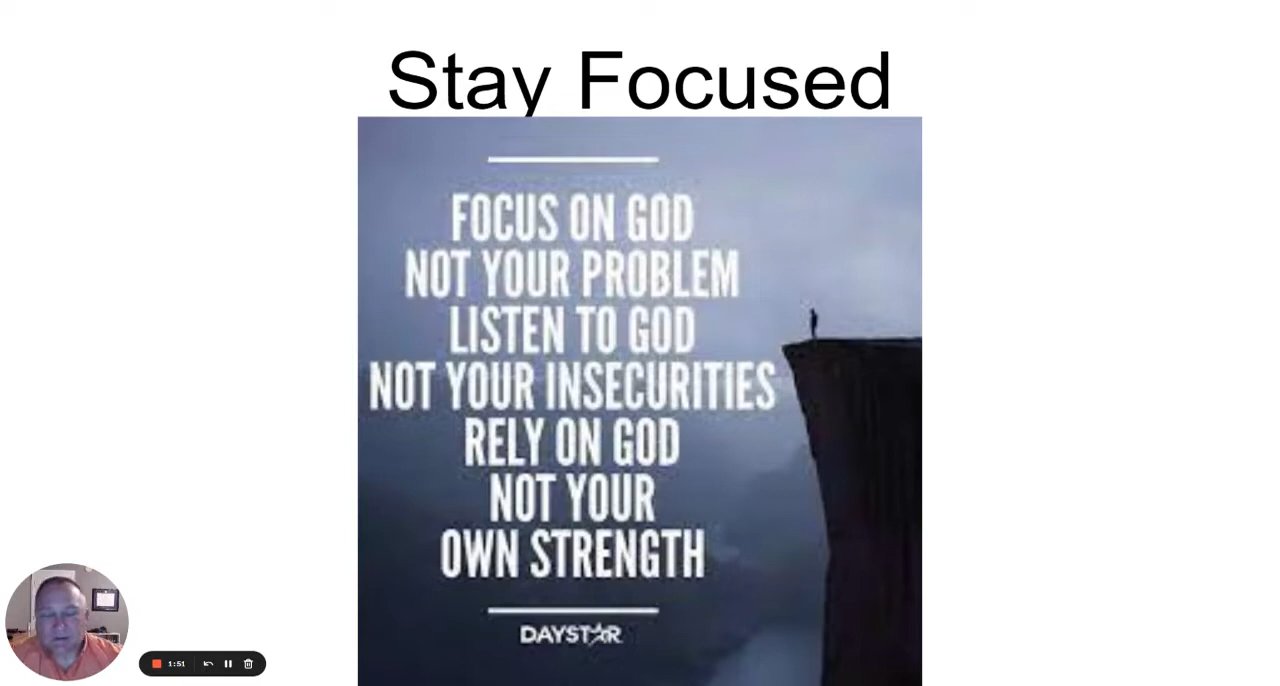 Stay Focused
FOCUS ON GOD
NOT YOUR PROBLEM
LISTEN TO GOD
NOT YOUR INSECURITIES
RELY ON GOD
NOT YOUR
OWN STRENGTH
DAYSTAR
1:51